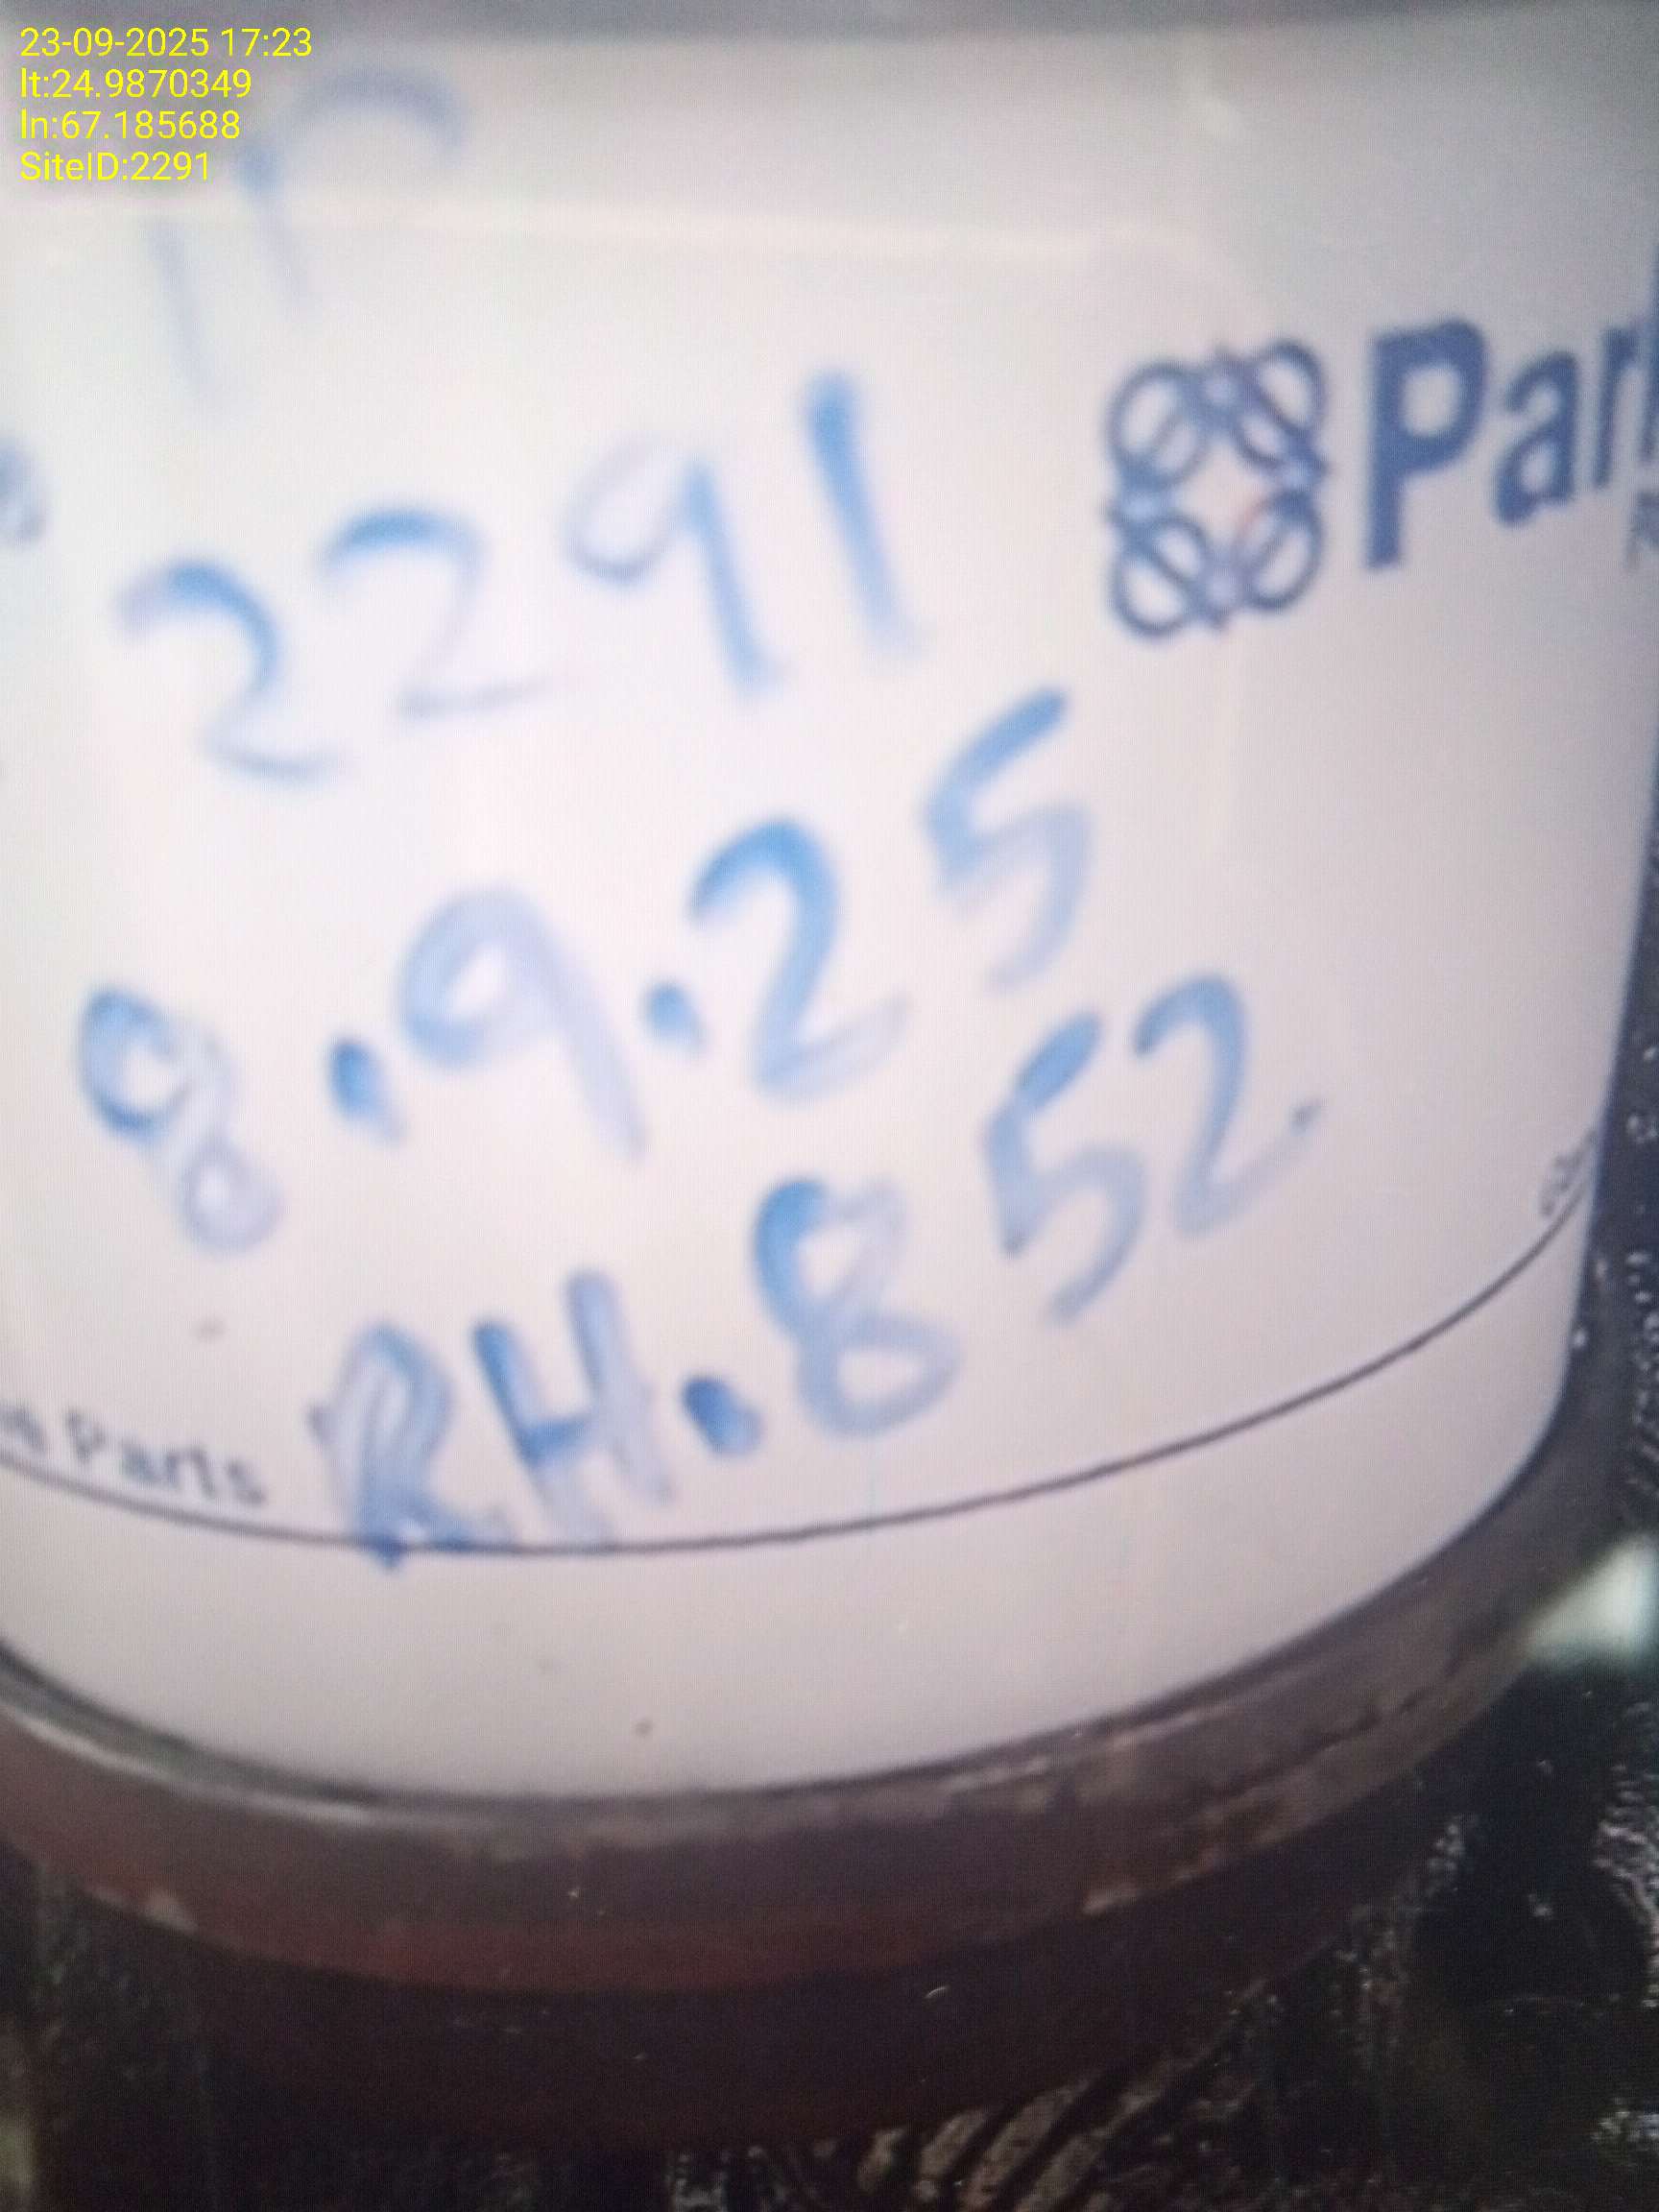 23-09-2025 17:23
lt:24.9870349
ln:67.185688
SiteID:2291
2291
8.9.25
RH.852
Parts